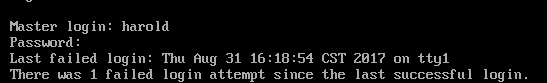 Master login: harold
Password:
Last failed login: Thu Aug 31 16:18:54 CST 2017 on tty1
There was 1 failed login attempt since the last successful login.